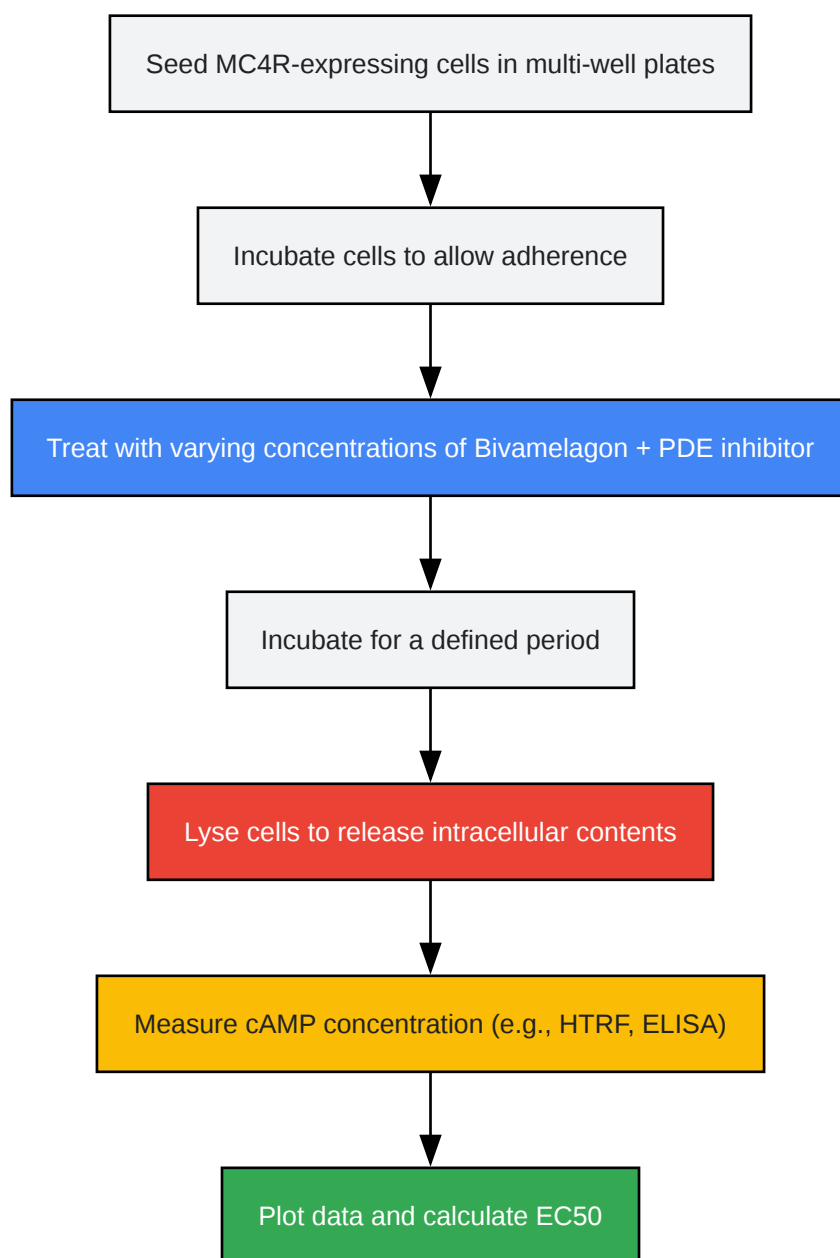 Seed MC4R-expressing cells in multi-well plates
Incubate cells to allow adherence
Treat with varying concentrations of Bivamelagon + PDE inhibitor
Incubate for a defined period
Lyse cells to release intracellular contents
Measure cAMP concentration (e.g., HTRF, ELISA)
Plot data and calculate EC50